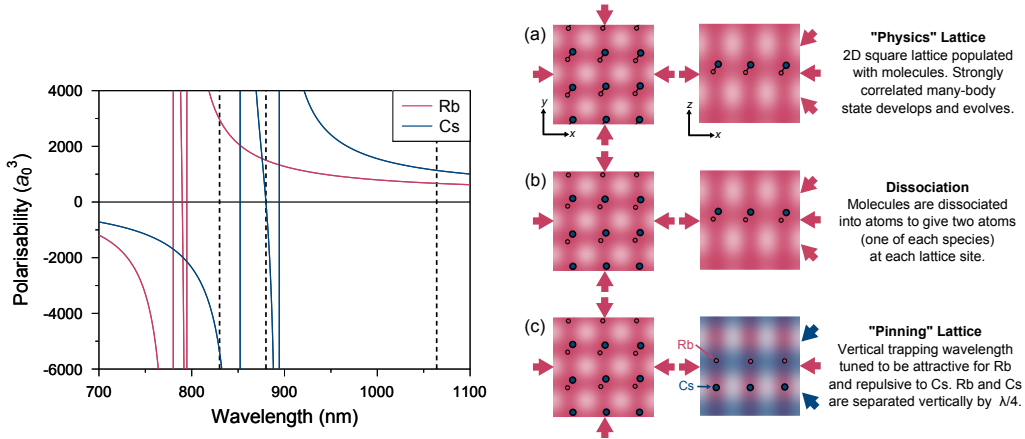 Polarisability (a₀³)
4000
2000
0
-2000
-4000
-6000
700
800
900
1000
1100
Wavelength (nm)
Rb
Cs
(a)
y
x
z
x
"Physics" Lattice
2D square lattice populated
with molecules. Strongly
correlated many-body
state develops and evolves.
(b)
Dissociation
Molecules are dissociated
into atoms to give two atoms
(one of each species)
at each lattice site.
(c)
Rb
Cs
"Pinning" Lattice
Vertical trapping wavelength
tuned to be attractive for Rb
and repulsive to Cs. Rb and Cs
are separated vertically by λ/4.